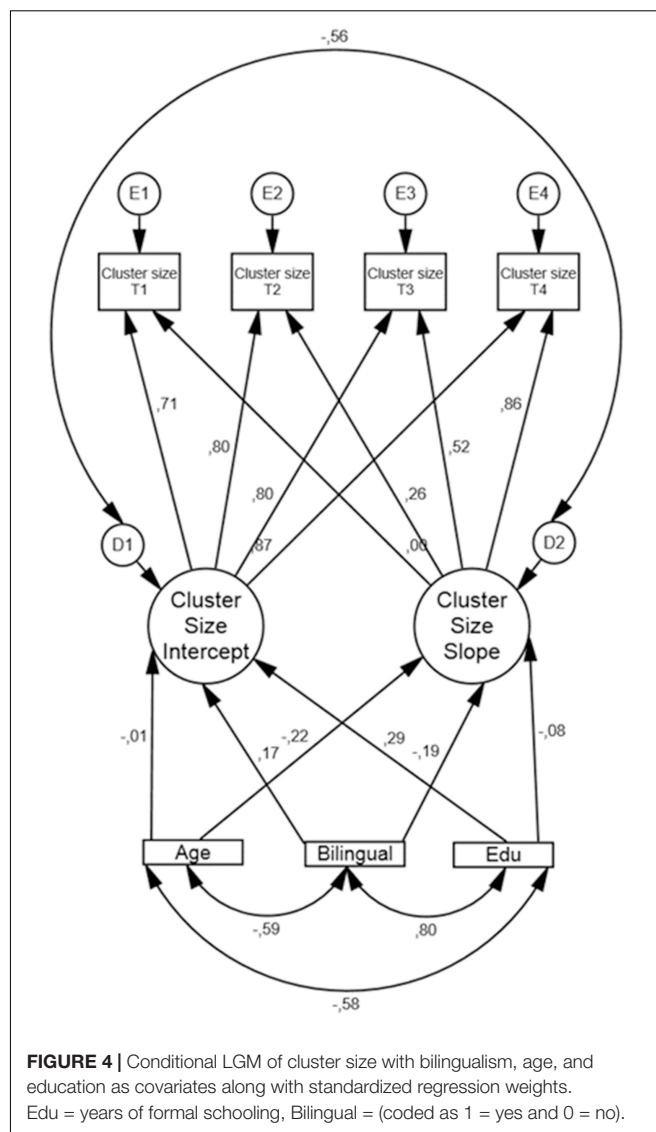 -,56
E1 E2 E3 E4
Cluster size Cluster size Cluster size Cluster size
T1 T2 T3 T4
,71 ,86
,80 ,52
,80 ,26
,87 ,00
D1 D2
Cluster Cluster
Size Size
Intercept Slope
-,01 ,17 -,22 ,29 -,19 -,08
Age Bilingual Edu
-,59 ,80
-,58
FIGURE 4 | Conditional LGM of cluster size with bilingualism, age, and
education as covariates along with standardized regression weights.
Edu = years of formal schooling, Bilingual = (coded as 1 = yes and 0 = no).